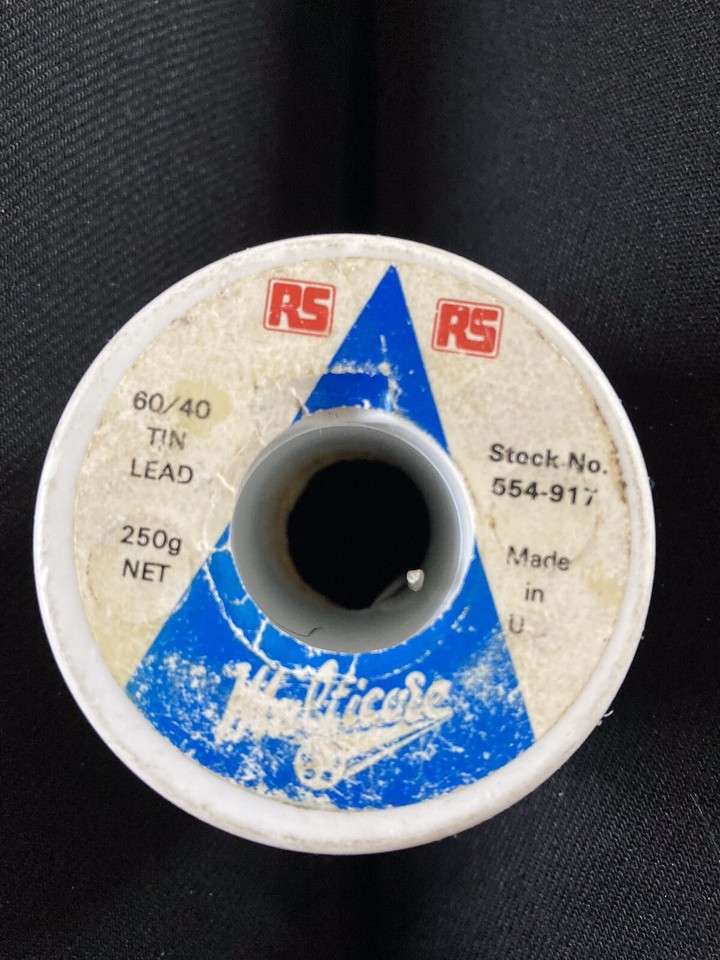 RS
RS
60/40
TIN
LEAD
250g
NET
Stock No.
554-917
Made
in
U
Multicore